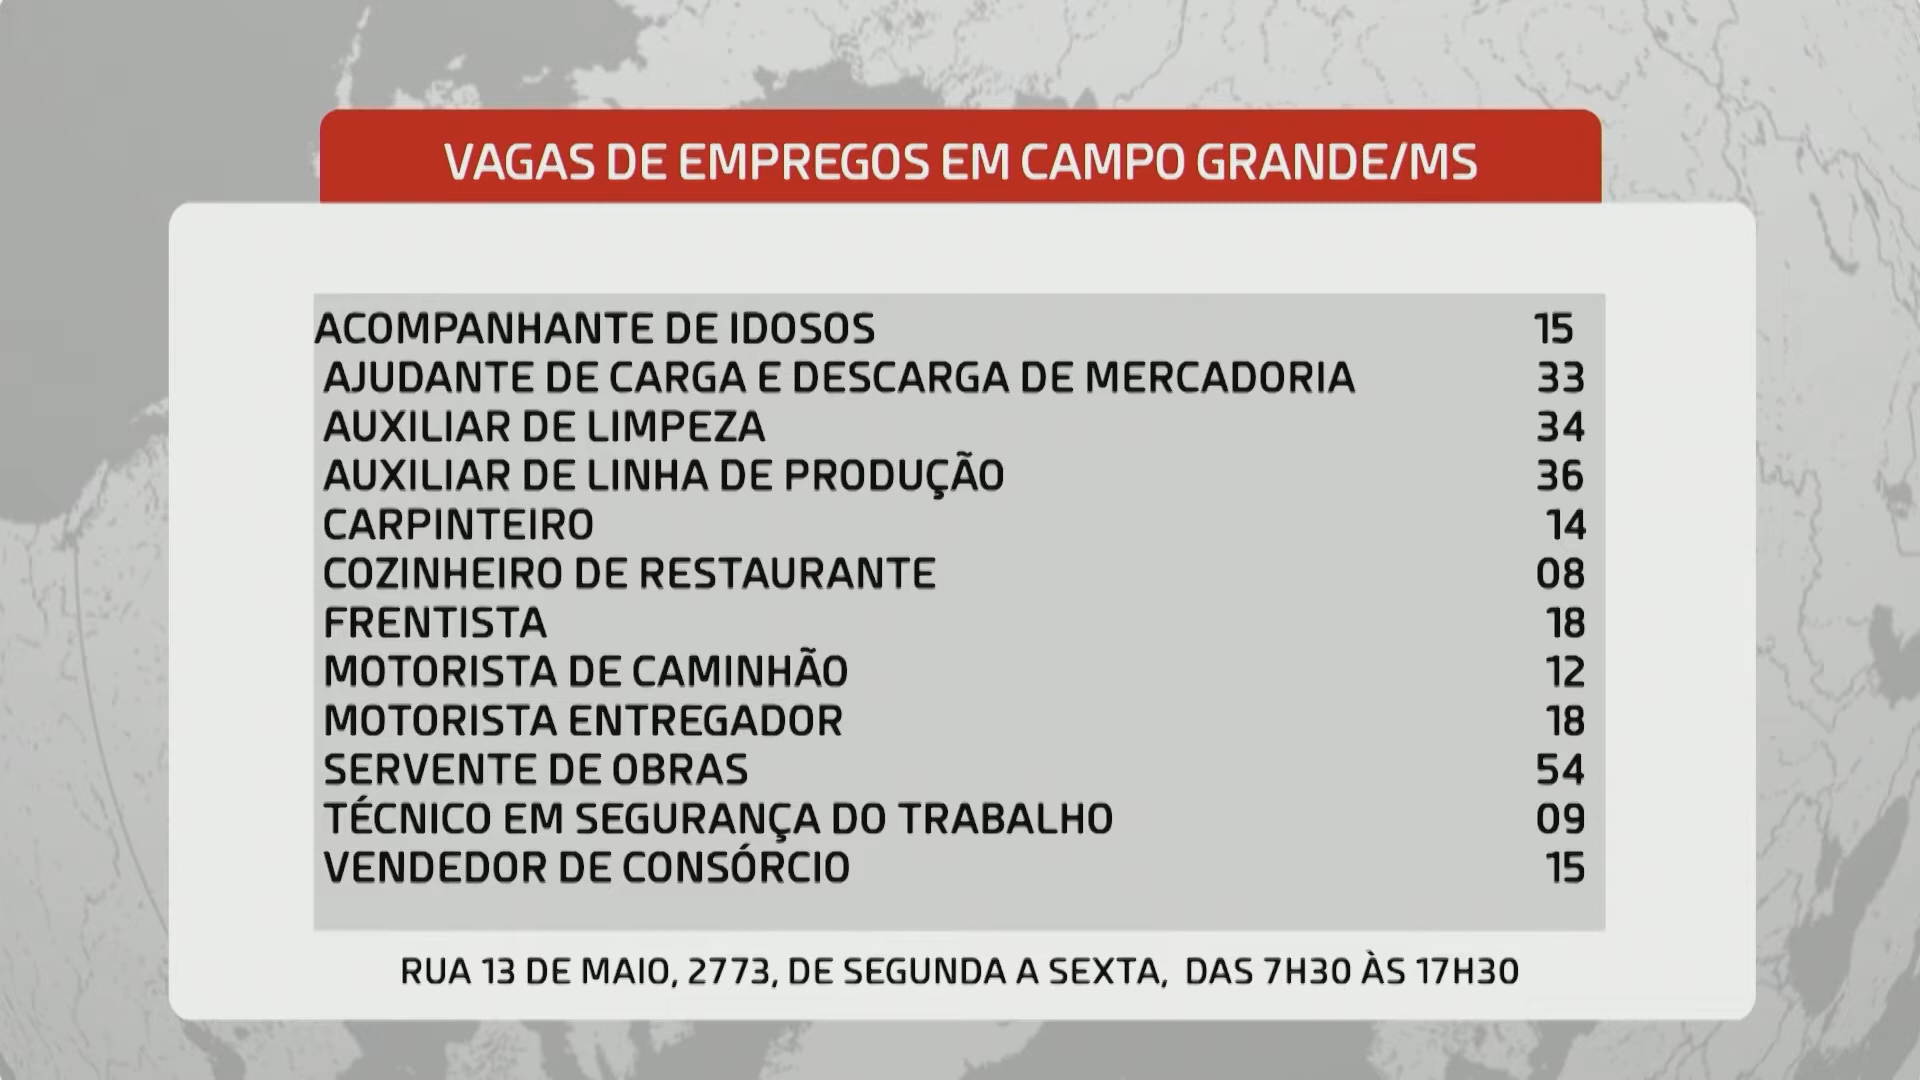 VAGAS DE EMPREGOS EM CAMPO GRANDE/MS
ACOMPANHANTE DE IDOSOS 15
AJUDANTE DE CARGA E DESCARGA DE MERCADORIA 33
AUXILIAR DE LIMPEZA 34
AUXILIAR DE LINHA DE PRODUÇÃO 36
CARPINTEIRO 14
COZINHEIRO DE RESTAURANTE 08
FRENTISTA 18
MOTORISTA DE CAMINHÃO 12
MOTORISTA ENTREGADOR 18
SERVENTE DE OBRAS 54
TÉCNICO EM SEGURANÇA DO TRABALHO 09
VENDEDOR DE CONSÓRCIO 15
RUA 13 DE MAIO, 2773, DE SEGUNDA A SEXTA, DAS 7H30 ÀS 17H30